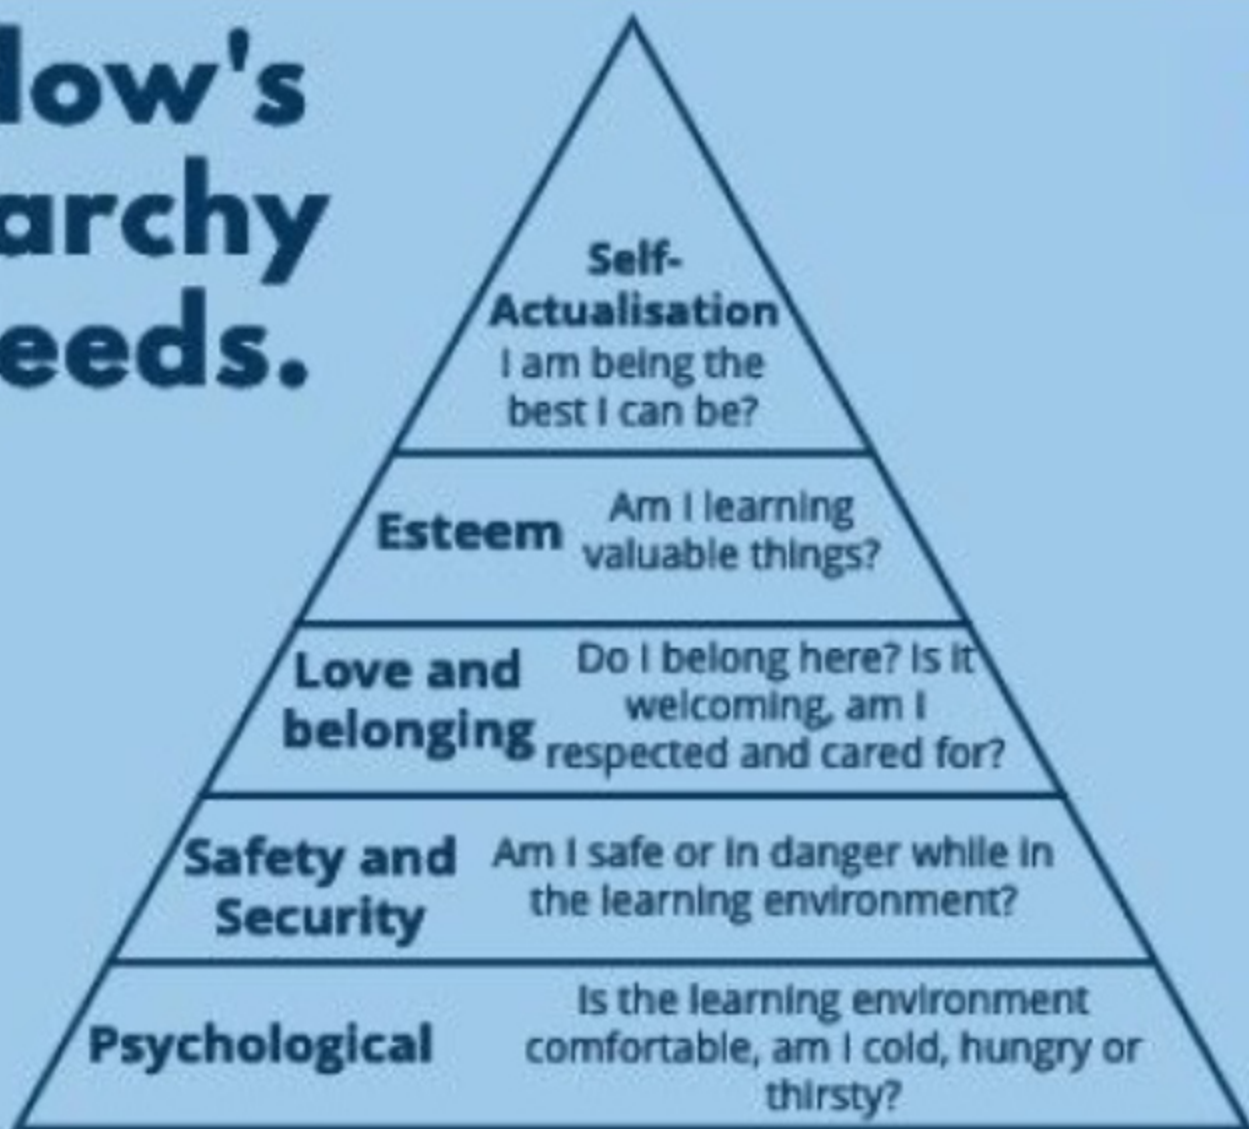 low's
archy
eeds.
Self-
Actualisation
I am being the
best I can be?
Esteem
Am I learning
valuable things?
Love and
belonging
Do I belong here? Is it
welcoming, am I
respected and cared for?
Safety and
Security
Am I safe or in danger while in
the learning environment?
Psychological
Is the learning environment
comfortable, am I cold, hungry or
thirsty?